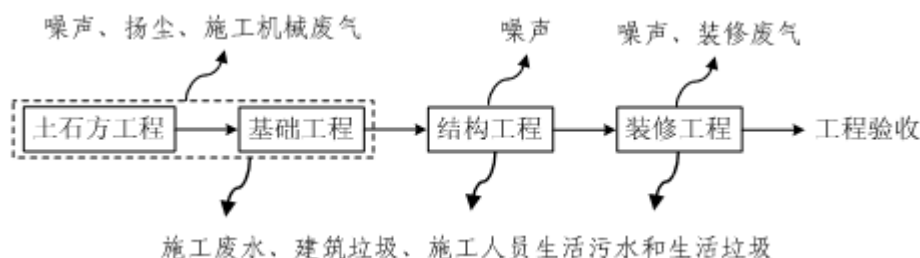 噪声、扬尘、施工机械废气
噪声
噪声、装修废气
土石方工程
基础工程
结构工程
装修工程
工程验收
施工废水、建筑垃圾、施工人员生活污水和生活垃圾